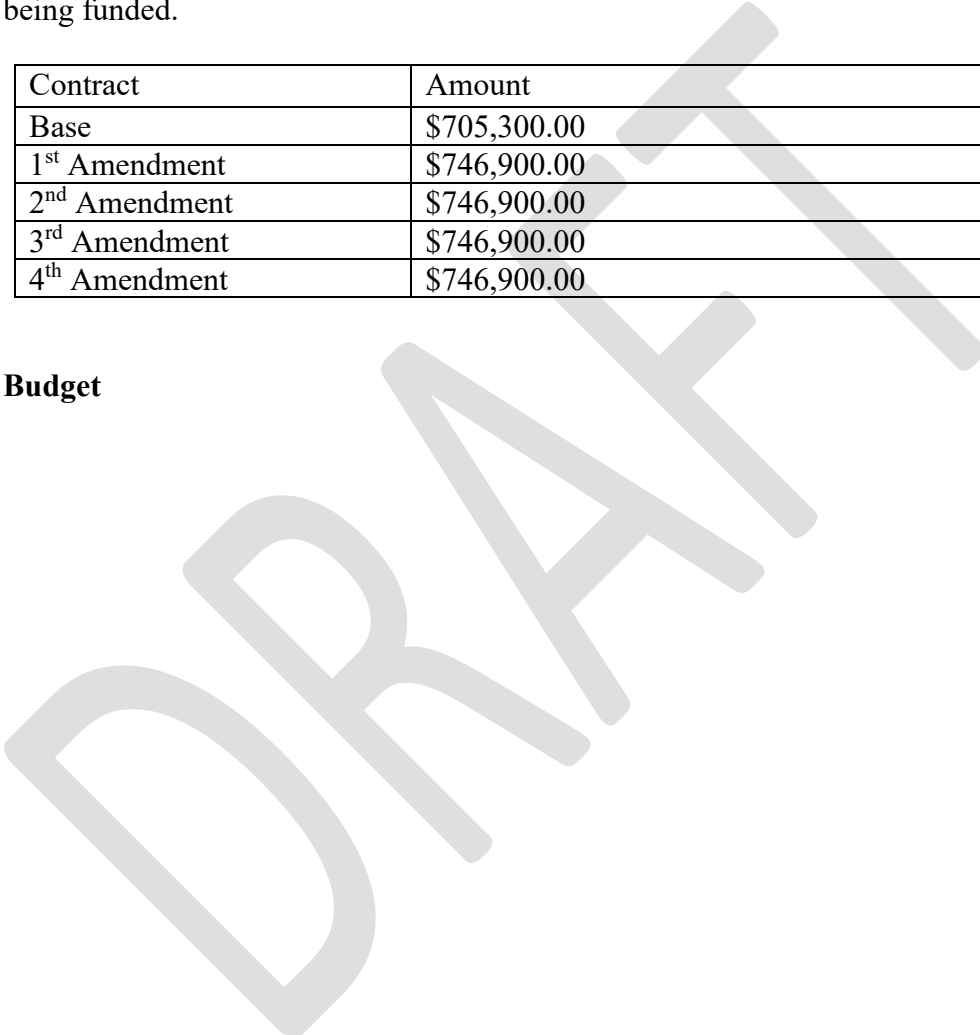 being funded.
Contract Amount
Base $705,300.00
1st Amendment $746,900.00
2nd Amendment $746,900.00
3rd Amendment $746,900.00
4th Amendment $746,900.00
Budget
DRAFT